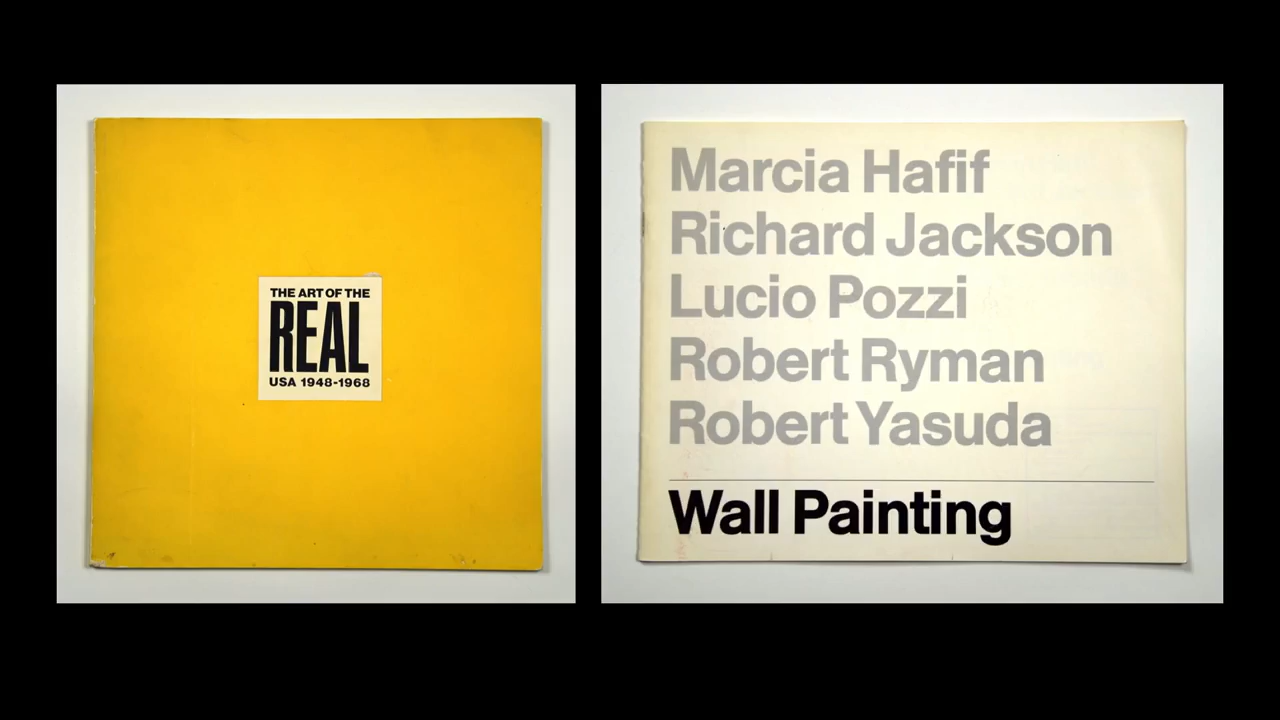 THE ART OF THE
REAL
USA 1948-1968
Marcia Hafif
Richard Jackson
Lucio Pozzi
Robert Ryman
Robert Yasuda
Wall Painting